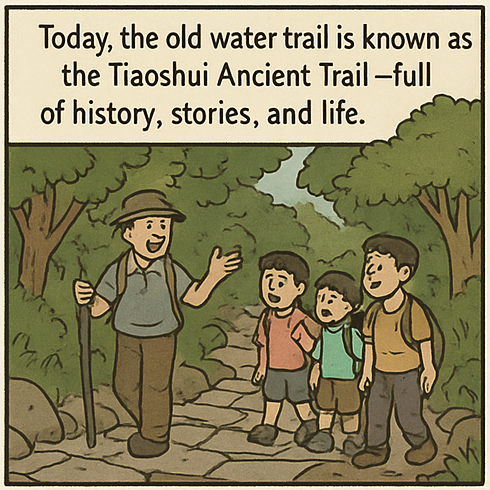 Today, the old water trail is known as
the Tiaoshui Ancient Trail—full
of history, stories, and life.